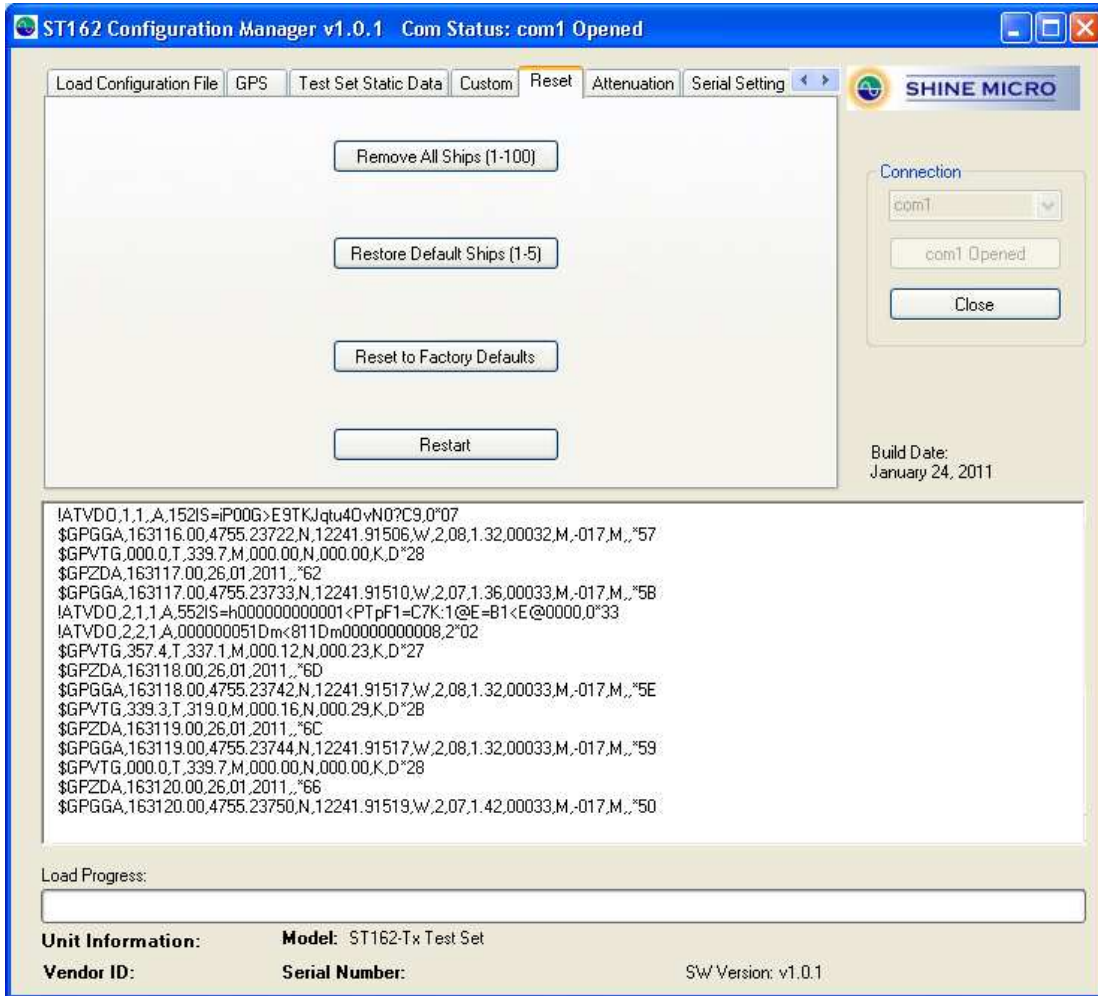 ST162 Configuration Manager v1.0.1 Com Status: com1 Opened
Load Configuration File GPS Test Set Static Data Custom Reset Attenuation Serial Setting
SHINE MICRO
Remove All Ships (1-100)
Connection
com1
Restore Default Ships (1-5)
com1 Opened
Close
Reset to Factory Defaults
Restart
Build Date:
January 24, 2011
!ATVDO,1,1,,A,152IS=iP00G>E9TKJqtu4OvN0?C9,0*07
$GPGGA,163116.00,4755.23722,N,12241.91506,W,2,08,1.32,00032,M,-017,M,,*57
$GPVTG,000.0,T,339.7,M,000.00,N,000.00,K,D*28
$GPZDA,163117.00,26,01,2011,,*62
$GPGGA,163117.00,4755.23733,N,12241.91510,W,2,07,1.36,00032,M,-017,M,,*5B
!ATVDO,2,1,1,A,552IS=h000000000001<PTpF1=C7K:1@E=B1<E@0000,0*33
!ATVDO,2,2,1,A,000000051Dm<811Dm00000000008,2*02
$GPVTG,357.4,T,337.1,M,000.12,N,000.23,K,D*27
$GPZDA,163118.00,26,01,2011,,*6D
$GPGGA,163118.00,4755.23742,N,12241.91517,W,2,08,1.32,00033,M,-017,M,,*5E
$GPVTG,339.3,T,319.0,M,000.16,N,000.29,K,D*2B
$GPZDA,163119.00,26,01,2011,,*6C
$GPGGA,163119.00,4755.23744,N,12241.91517,W,2,08,1.32,00033,M,-017,M,,*59
$GPVTG,000.0,T,339.7,M,000.00,N,000.00,K,D*28
$GPZDA,163120.00,26,01,2011,,*66
$GPGGA,163120.00,4755.23750,N,12241.91519,W,2,07,1.42,00033,M,-017,M,,*50
Load Progress:
Unit Information: Model: ST162-Tx Test Set
Vendor ID: Serial Number: SW Version: v1.0.1